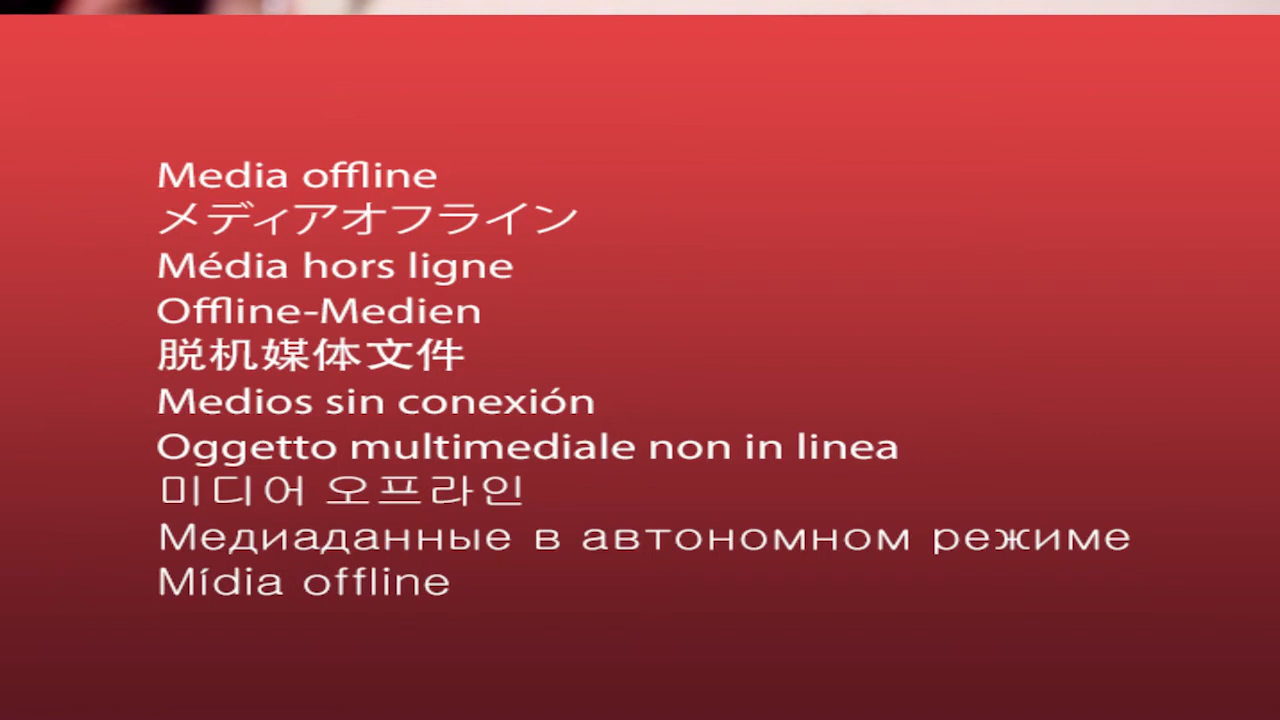 Media offline
メディアオフライン
Média hors ligne
Offline-Medien
脱机媒体文件
Medios sin conexión
Oggetto multimediale non in linea
미디어 오프라인
Медиаданные в автономном режиме
Mídia offline